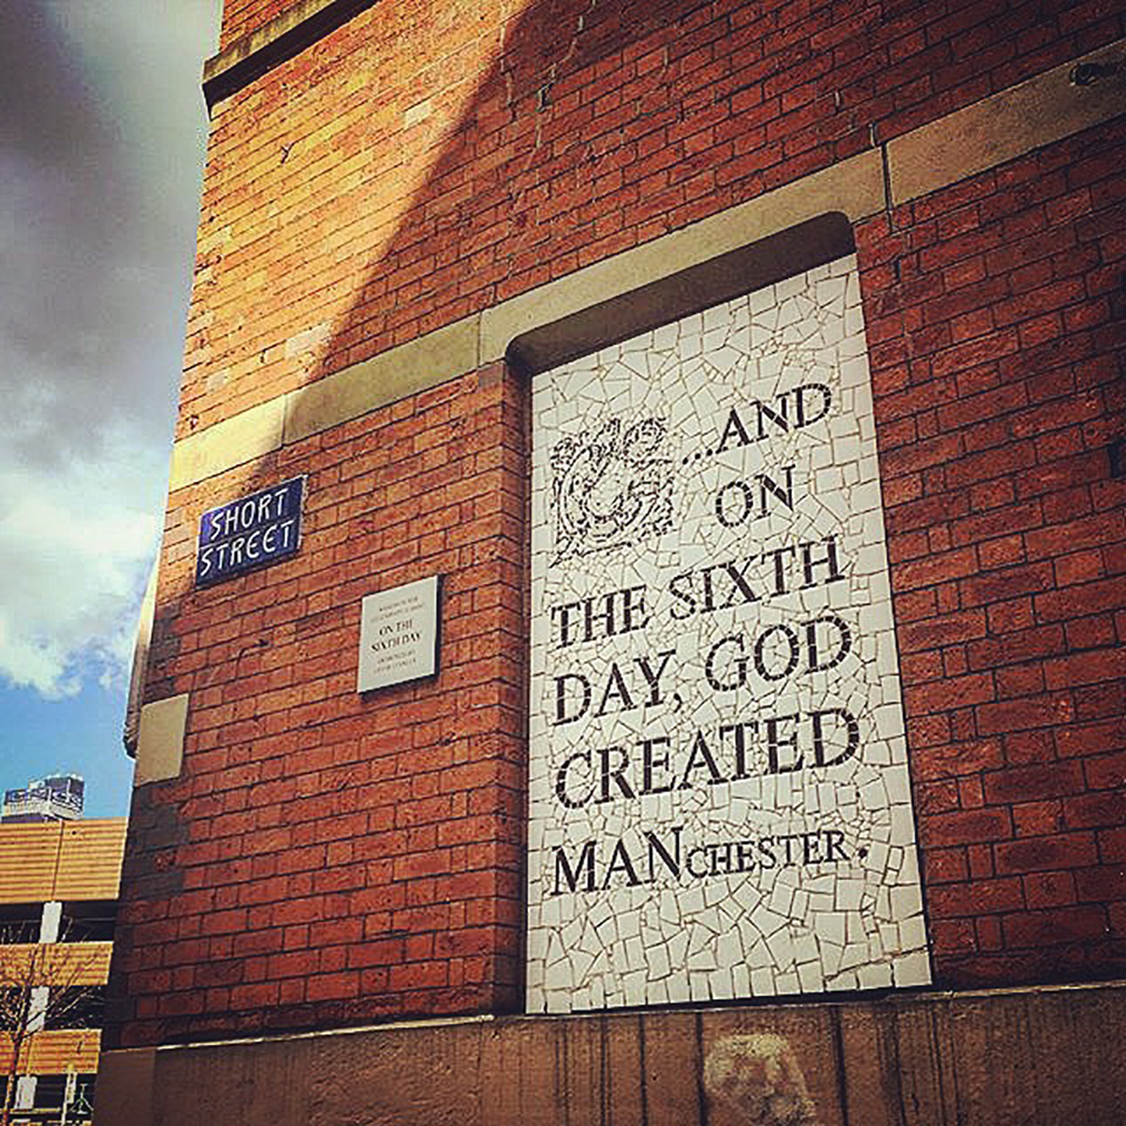 SHORT
STREET
ON THE
SIXTH DAY
...AND
ON
THE SIXTH
DAY, GOD
CREATED
MANCHESTER.